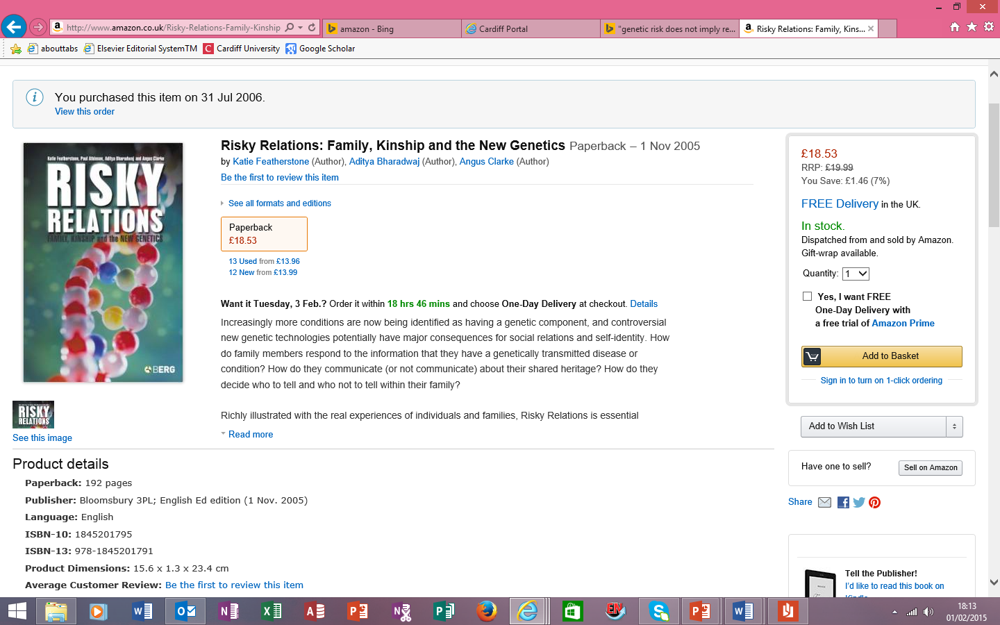 http://www.amazon.co.uk/Risky-Relations-Family-Kinship
amazon - Bing
Cardiff Portal
"genetic risk does not imply re...
Risky Relations: Family, Kins...
abouttabs
Elsevier Editorial SystemTM
Cardiff University
Google Scholar
You purchased this item on 31 Jul 2006.
View this order
Katie Featherstone, Paul Atkinson, Aditya Bharadwaj and Angus Clarke
RISKY
RELATIONS
FAMILY, KINSHIP and the NEW GENETICS
BERG
RISKY
RELATIONS
See this image
Risky Relations: Family, Kinship and the New Genetics Paperback – 1 Nov 2005
by Katie Featherstone (Author), Aditya Bharadwaj (Author), Angus Clarke (Author)
Be the first to review this item
See all formats and editions
Paperback
£18.53
13 Used from £13.96
12 New from £13.99
Want it Tuesday, 3 Feb.? Order it within 18 hrs 46 mins and choose One-Day Delivery at checkout. Details
Increasingly more conditions are now being identified as having a genetic component, and controversial
new genetic technologies potentially have major consequences for social relations and self-identity. How
do family members respond to the information that they have a genetically transmitted disease or
condition? How do they communicate (or not communicate) about their shared heritage? How do they
decide who to tell and who not to tell within their family?
Richly illustrated with the real experiences of individuals and families, Risky Relations is essential
Read more
£18.53
RRP: £19.99
You Save: £1.46 (7%)
FREE Delivery in the UK.
In stock.
Dispatched from and sold by Amazon.
Gift-wrap available.
Quantity: 1
Yes, I want FREE
One-Day Delivery with
a free trial of Amazon Prime
Add to Basket
Sign in to turn on 1-click ordering
Add to Wish List
Have one to sell?
Sell on Amazon
Share
Tell the Publisher!
I'd like to read this book on
Product details
Paperback: 192 pages
Publisher: Bloomsbury 3PL; English Ed edition (1 Nov. 2005)
Language: English
ISBN-10: 1845201795
ISBN-13: 978-1845201791
Product Dimensions: 15.6 x 1.3 x 23.4 cm
Average Customer Review: Be the first to review this item
18:13
01/02/2015